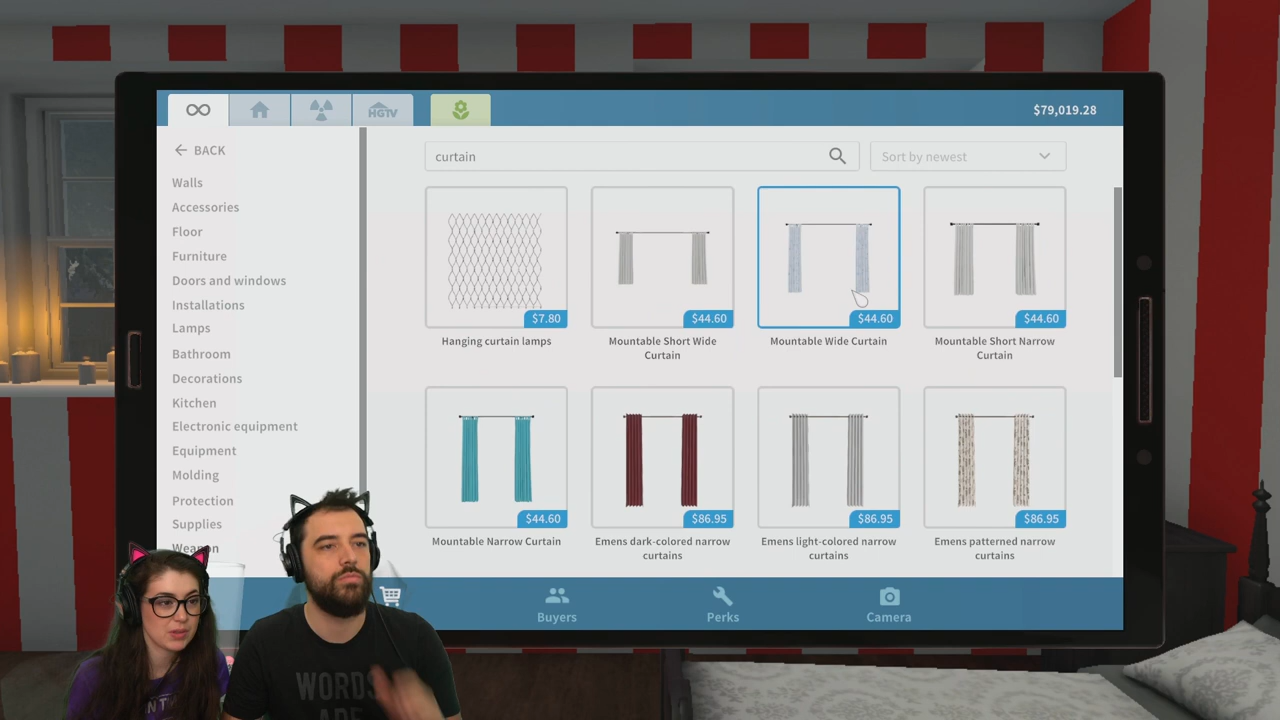 HGTV
$79,019.28
BACK
curtain
Sort by newest
Walls
Accessories
Floor
Furniture
Doors and windows
Installations
Lamps
Bathroom
Decorations
Kitchen
Electronic equipment
Equipment
Molding
Protection
Supplies
Weapon
$7.80
$44.60
$44.60
$44.60
Hanging curtain lamps
Mountable Short Wide
Curtain
Mountable Wide Curtain
Mountable Short Narrow
Curtain
$44.60
$86.95
$86.95
$86.95
Mountable Narrow Curtain
Emens dark-colored narrow
curtains
Emens light-colored narrow
curtains
Emens patterned narrow
curtains
Buyers
Perks
Camera
WORDS
ARE